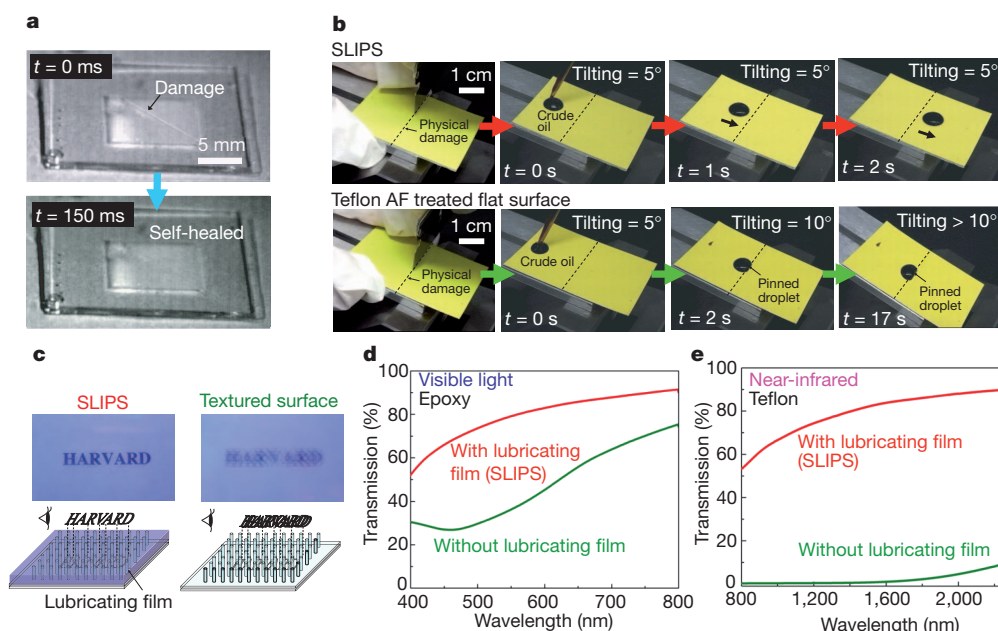 a
t = 0 ms
Damage
5 mm
t = 150 ms
Self-healed
b
SLIPS
1 cm
Physical
damage
Tilting = 5°
Crude
oil
t = 0 s
Tilting = 5°
t = 1 s
Tilting = 5°
t = 2 s
Teflon AF treated flat surface
1 cm
Physical
damage
Tilting = 5°
Crude oil
t = 0 s
Tilting = 10°
Pinned
droplet
t = 2 s
Tilting > 10°
Pinned
droplet
t = 17 s
c
SLIPS
HARVARD
HARVARD
Lubricating film
Textured surface
HARVARD
HARVARD
d
Transmission (%)
100
80
60
40
20
0
Visible light
Epoxy
With lubricating
film (SLIPS)
Without lubricating film
400 500 600 700 800
Wavelength (nm)
e
Transmission (%)
100
80
60
40
20
0
Near-infrared
Teflon
With lubricating film
(SLIPS)
Without lubricating film
800 1,200 1,600 2,000
Wavelength (nm)